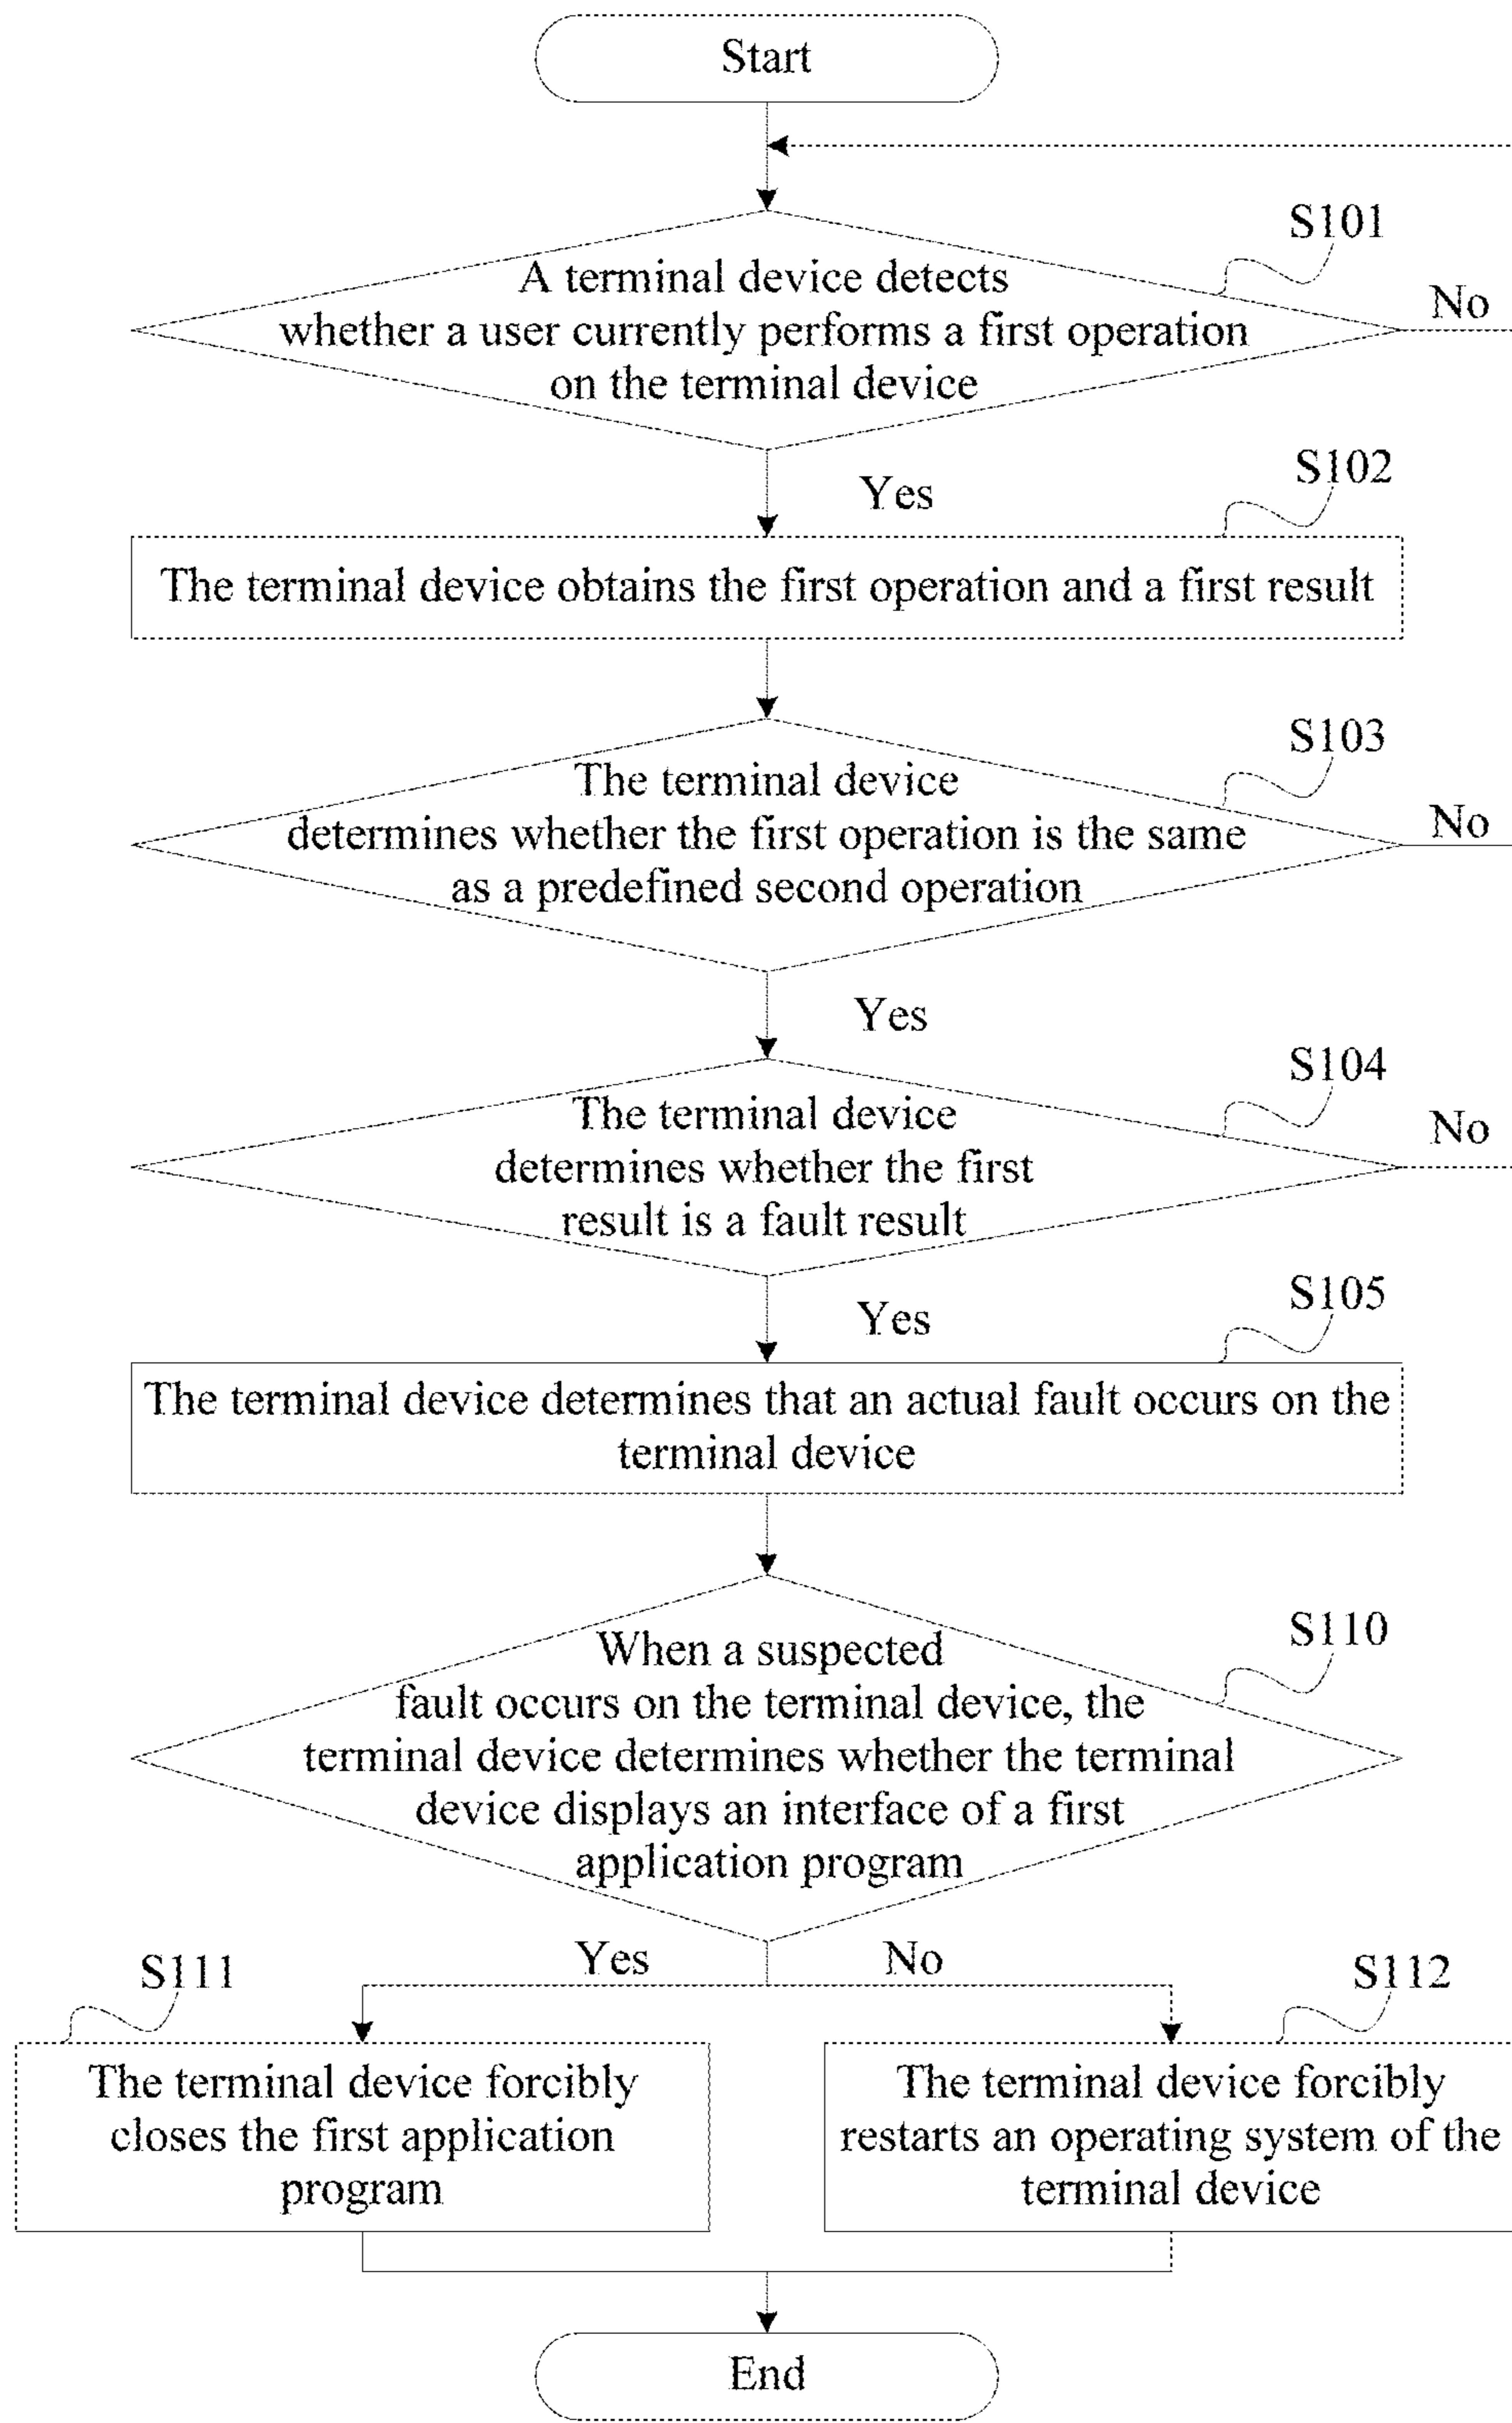 Start
S101
A terminal device detects
whether a user currently performs a first operation
on the terminal device
No
Yes
S102
The terminal device obtains the first operation and a first result
S103
The terminal device
determines whether the first operation is the same
as a predefined second operation
No
Yes
S104
The terminal device
determines whether the first
result is a fault result
No
Yes
S105
The terminal device determines that an actual fault occurs on the
terminal device
S110
When a suspected
fault occurs on the terminal device, the
terminal device determines whether the terminal
device displays an interface of a first
application program
Yes
No
S111
The terminal device forcibly
closes the first application
program
S112
The terminal device forcibly
restarts an operating system of the
terminal device
End